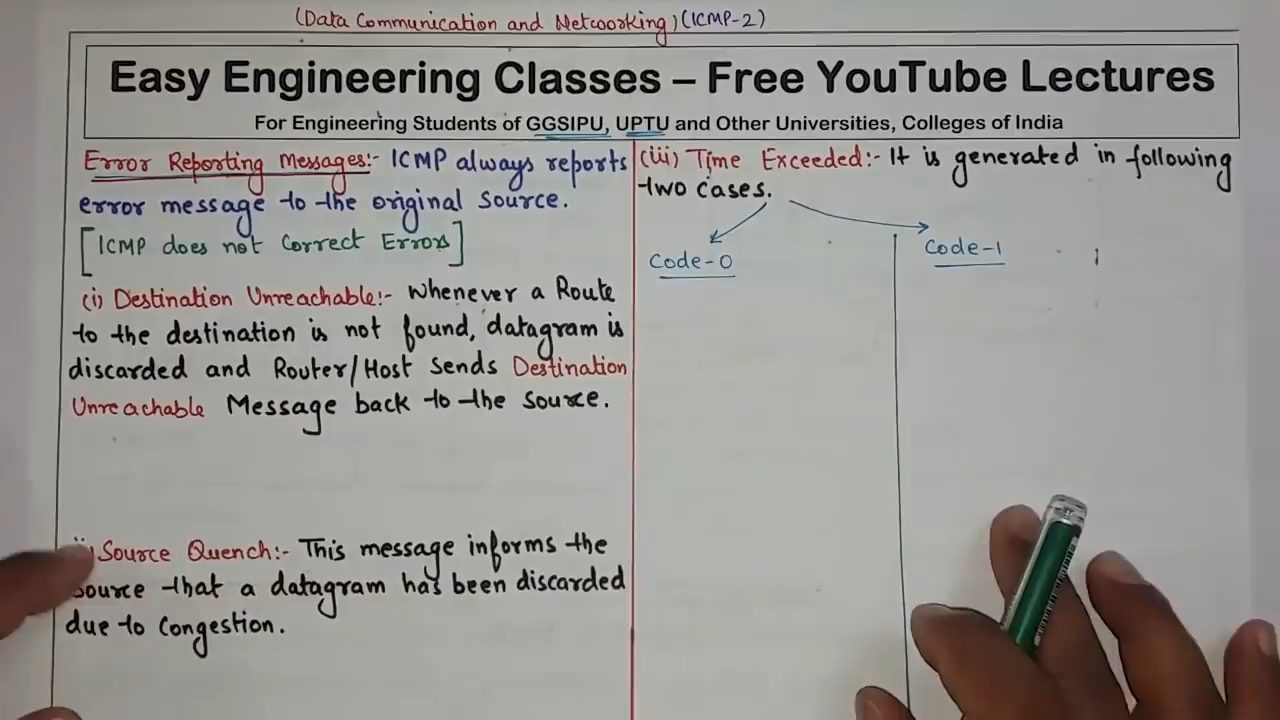 (Data Communication and Networking) (ICMP-2)
Easy Engineering Classes – Free YouTube Lectures
For Engineering Students of GGSIPU, UPTU and Other Universities, Colleges of India
Error Reporting Messages:- ICMP always reports
error message to the original source.
[ICMP does not Correct Errors]
(i) Destination Unreachable:- Whenever a Route
to the destination is not found, datagram is
discarded and Router/Host Sends Destination
Unreachable Message back to the source.
Source Quench:- This message informs the
source that a datagram has been discarded
due to Congestion.
(iii) Time Exceeded:- It is generated in following
two cases.
Code-0
Code-1